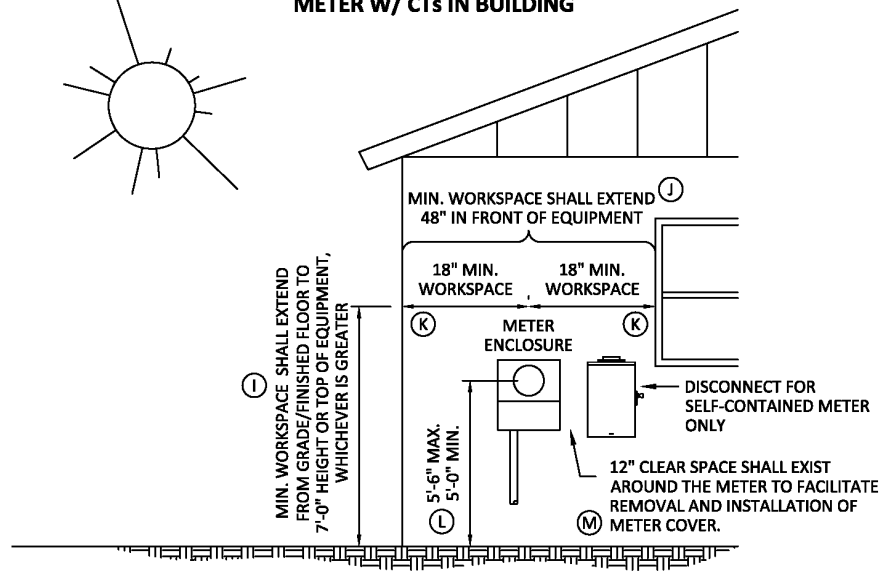 METER W/ CTs IN BUILDING
MIN. WORKSPACE SHALL EXTEND
48" IN FRONT OF EQUIPMENT
J
18" MIN.
WORKSPACE
18" MIN.
WORKSPACE
K
K
METER
ENCLOSURE
I
MIN. WORKSPACE SHALL EXTEND
FROM GRADE/FINISHED FLOOR TO
7'-0" HEIGHT OR TOP OF EQUIPMENT,
WHICHEVER IS GREATER
DISCONNECT FOR
SELF-CONTAINED METER
ONLY
5'-6" MAX.
5'-0" MIN.
L
12" CLEAR SPACE SHALL EXIST
AROUND THE METER TO FACILITATE
REMOVAL AND INSTALLATION OF
METER COVER.
M